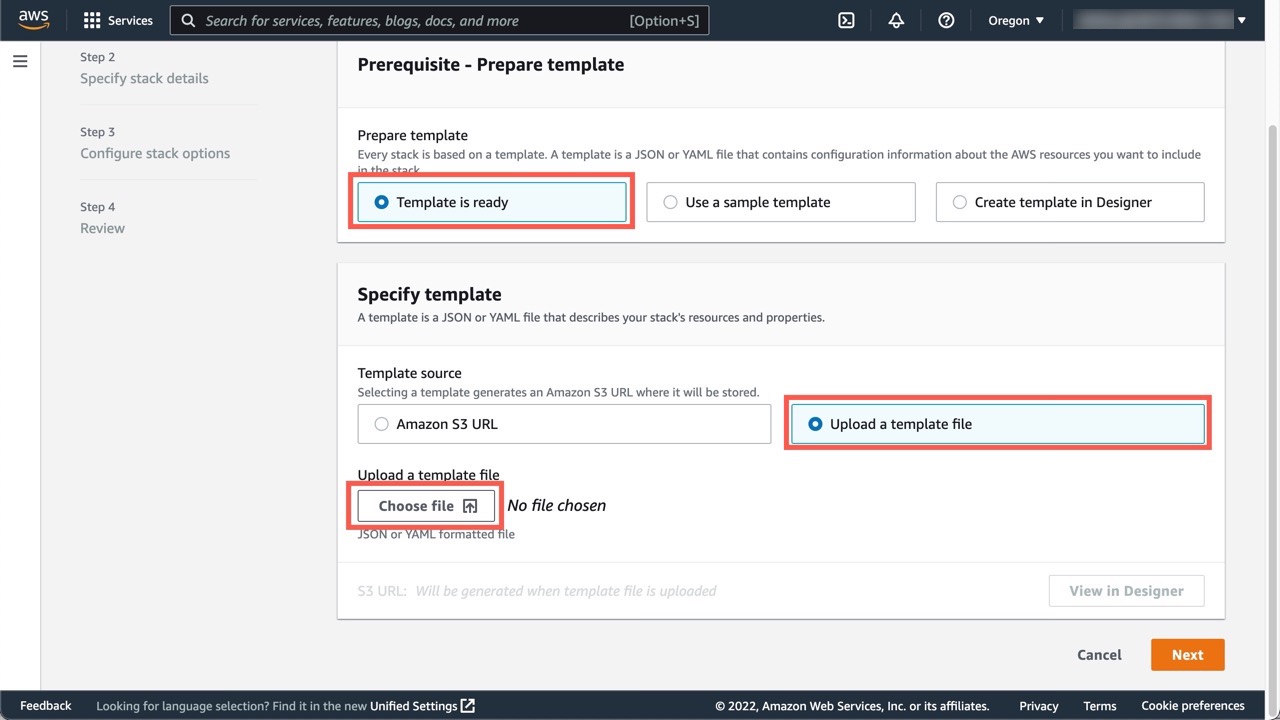 aws
Services
Search for services, features, blogs, docs, and more [Option+S]
Oregon
Step 2
Specify stack details
Step 3
Configure stack options
Step 4
Review
Prerequisite - Prepare template
Prepare template
Every stack is based on a template. A template is a JSON or YAML file that contains configuration information about the AWS resources you want to include
in the stack
Template is ready
Use a sample template
Create template in Designer
Specify template
A template is a JSON or YAML file that describes your stack's resources and properties.
Template source
Selecting a template generates an Amazon S3 URL where it will be stored.
Amazon S3 URL
Upload a template file
Upload a template file
Choose file No file chosen
JSON or YAML formatted file
S3 URL: Will be generated when template file is uploaded
View in Designer
Cancel
Next
Feedback
Looking for language selection? Find it in the new Unified Settings
© 2022, Amazon Web Services, Inc. or its affiliates.
Privacy
Terms
Cookie preferences